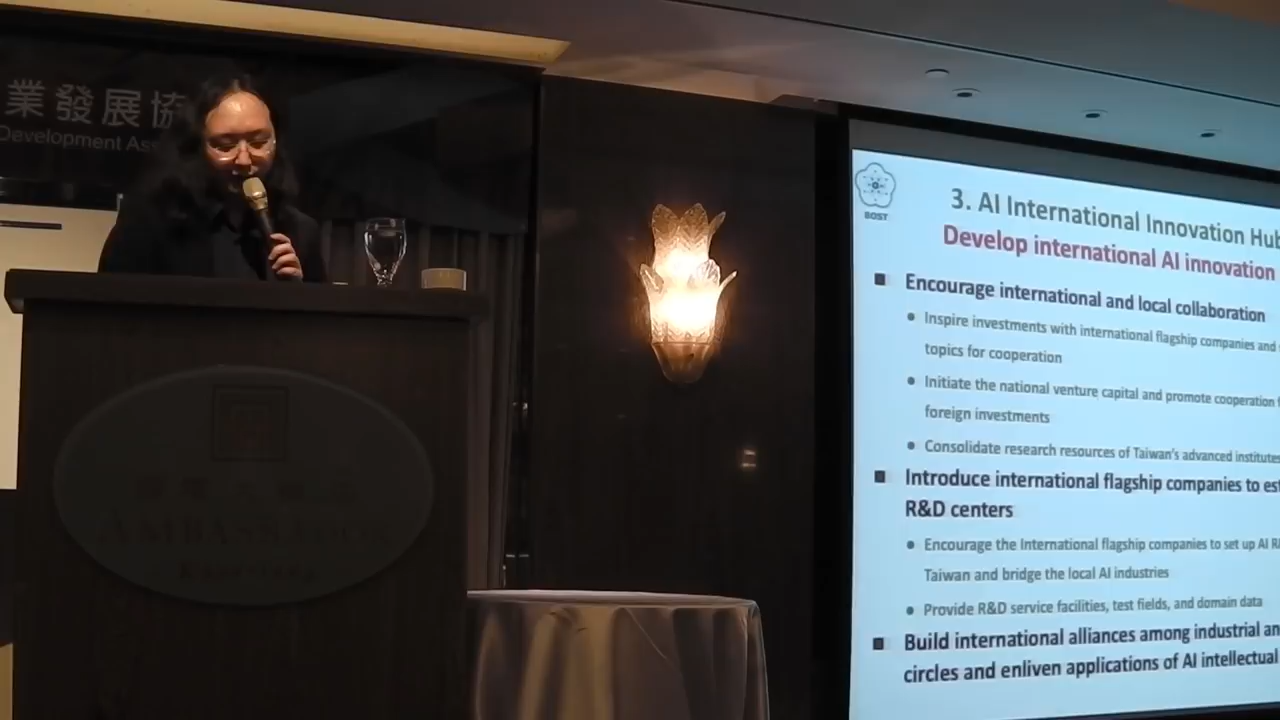 業發展協
Development Ass
AMBASSADOR
BOST
3. AI International Innovation Hub
Develop international AI innovation
Encourage international and local collaboration
Inspire investments with international flagship companies and
topics for cooperation
Initiate the national venture capital and promote cooperation
foreign investments
Consolidate research resources of Taiwan's advanced institutes
Introduce international flagship companies to es
R&D centers
Encourage the International flagship companies to set up AI R
Taiwan and bridge the local AI industries
Provide R&D service facilities, test fields, and domain data
Build international alliances among industrial an
circles and enliven applications of AI intellectual